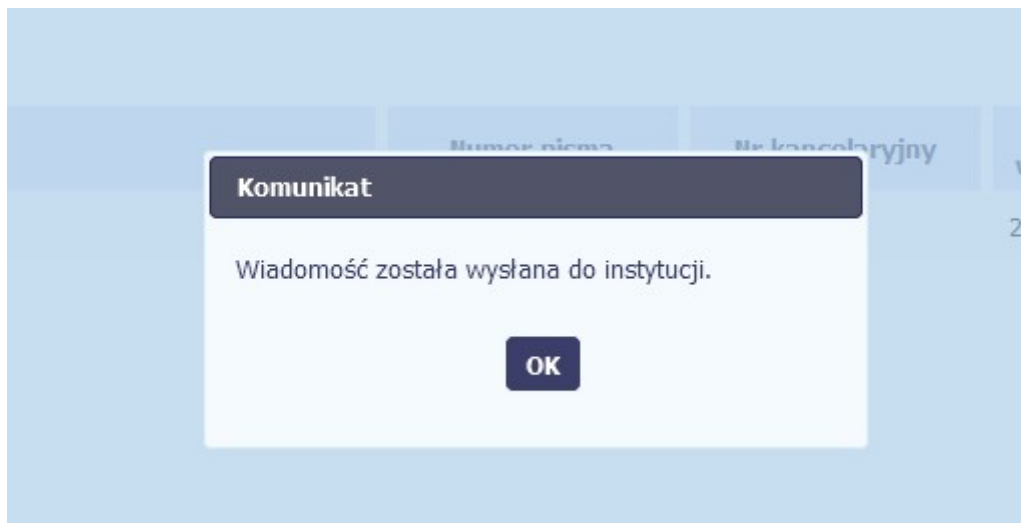 Numer pisma Nr kancelaryjny
Komunikat
Wiadomość została wysłana do instytucji.
OK